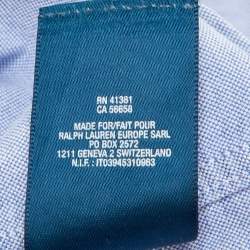 RN 41381
CA 56658
MADE FOR/FAIT POUR
RALPH LAUREN EUROPE SARL
PO BOX 2572
1211 GENEVA 2 SWITZERLAND
N.I.F. : IT03945310963